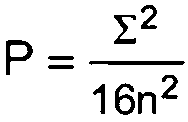 P = Σ² / 16n²